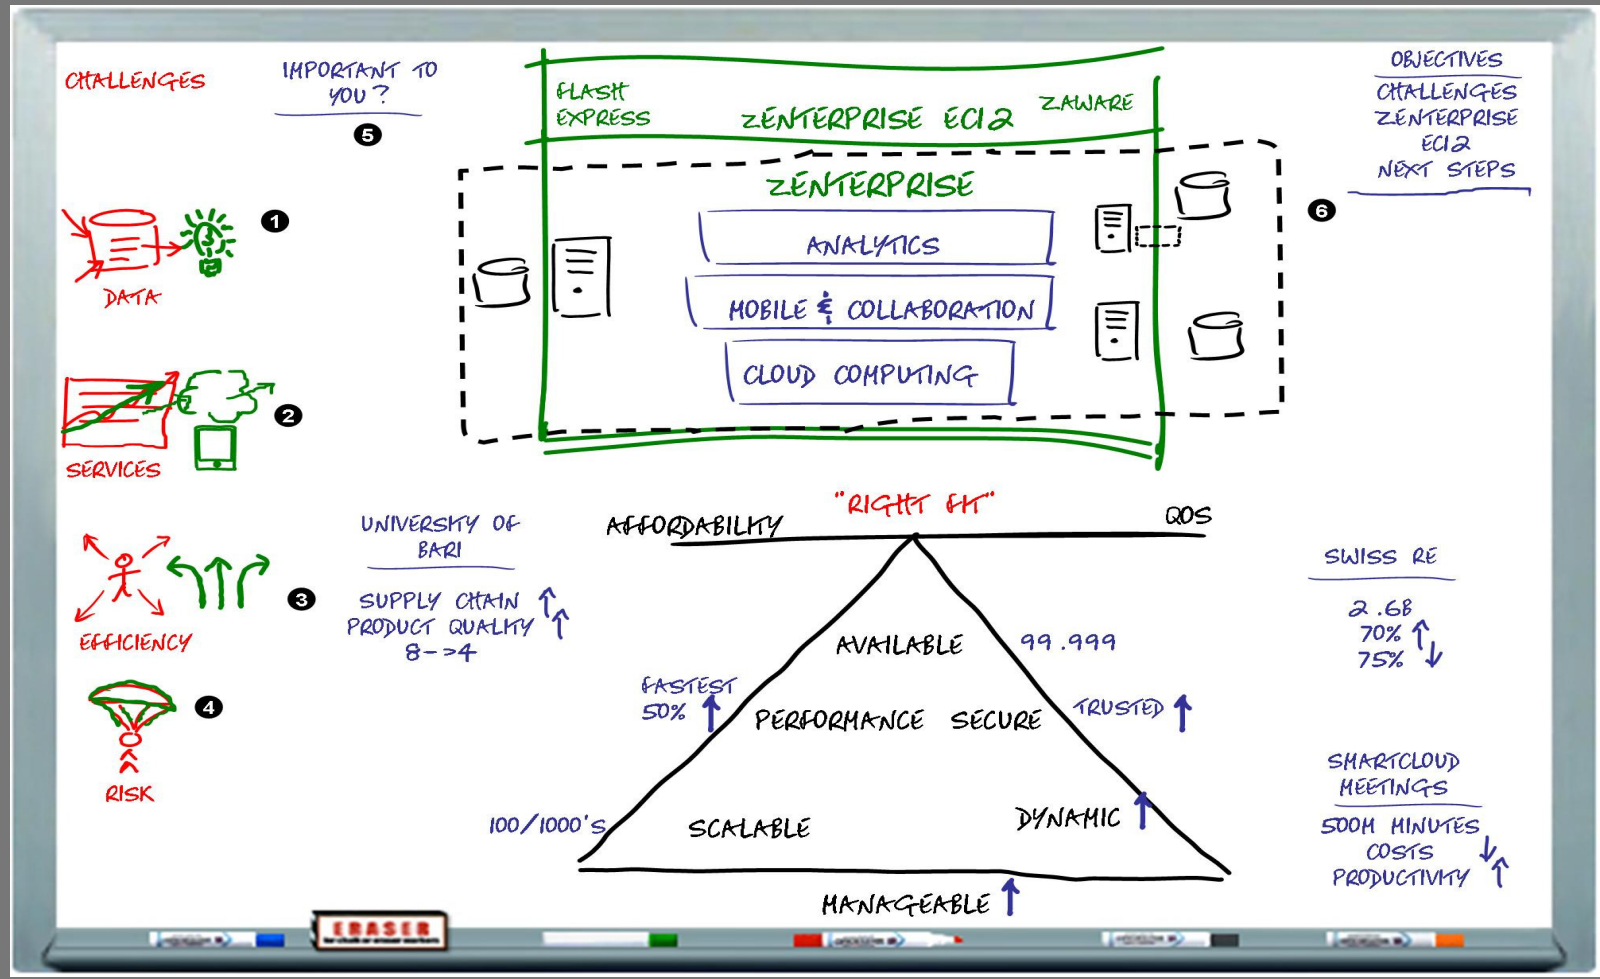 CHALLENGES
IMPORTANT TO
YOU?
5
1
DATA
2
SERVICES
3
EFFICIENCY
4
RISK
FLASH
EXPRESS
ZENTERPRISE EC12
ZAWARE
ZENTERPRISE
ANALYTICS
MOBILE & COLLABORATION
CLOUD COMPUTING
OBJECTIVES
CHALLENGES
ZENTERPRISE
EC12
NEXT STEPS
6
UNIVERSITY OF
BARI
SUPPLY CHAIN
PRODUCT QUALITY
8->4
"RIGHT FIT"
AFFORDABILITY
QOS
AVAILABLE
99.999
FASTEST
50%
PERFORMANCE
SECURE
TRUSTED
100/1000'S
SCALABLE
DYNAMIC
MANAGEABLE
SWISS RE
2.6B
70%
75%
SMARTCLOUD
MEETINGS
500M MINUTES
COSTS
PRODUCTIVITY
ERASER